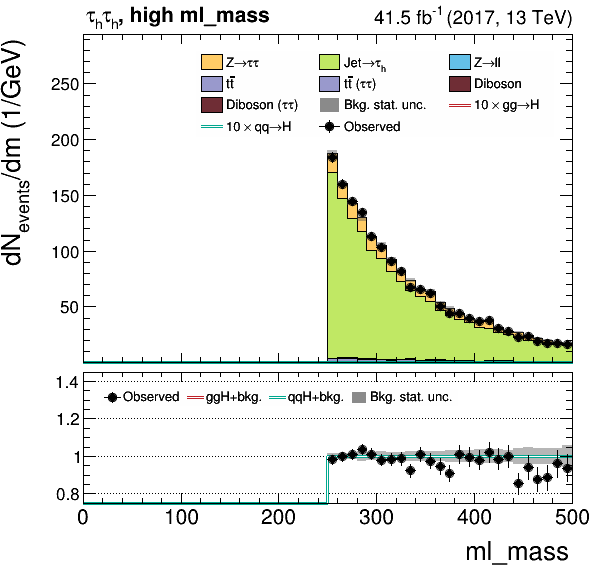 τhτh, high ml_mass 41.5 fb⁻¹ (2017, 13 TeV)
dNevents/dm (1/GeV)
250
200
150
100
50
Z→ττ Jet→τh Z→ll
tt̄ tt̄ (ττ) Diboson
Diboson (ττ) Bkg. stat. unc. 10 × gg→H
10 × qq→H Observed
1.4
1.2
1
0.8
Observed ggH+bkg. qqH+bkg. Bkg. stat. unc.
0 100 200 300 400 500
ml_mass